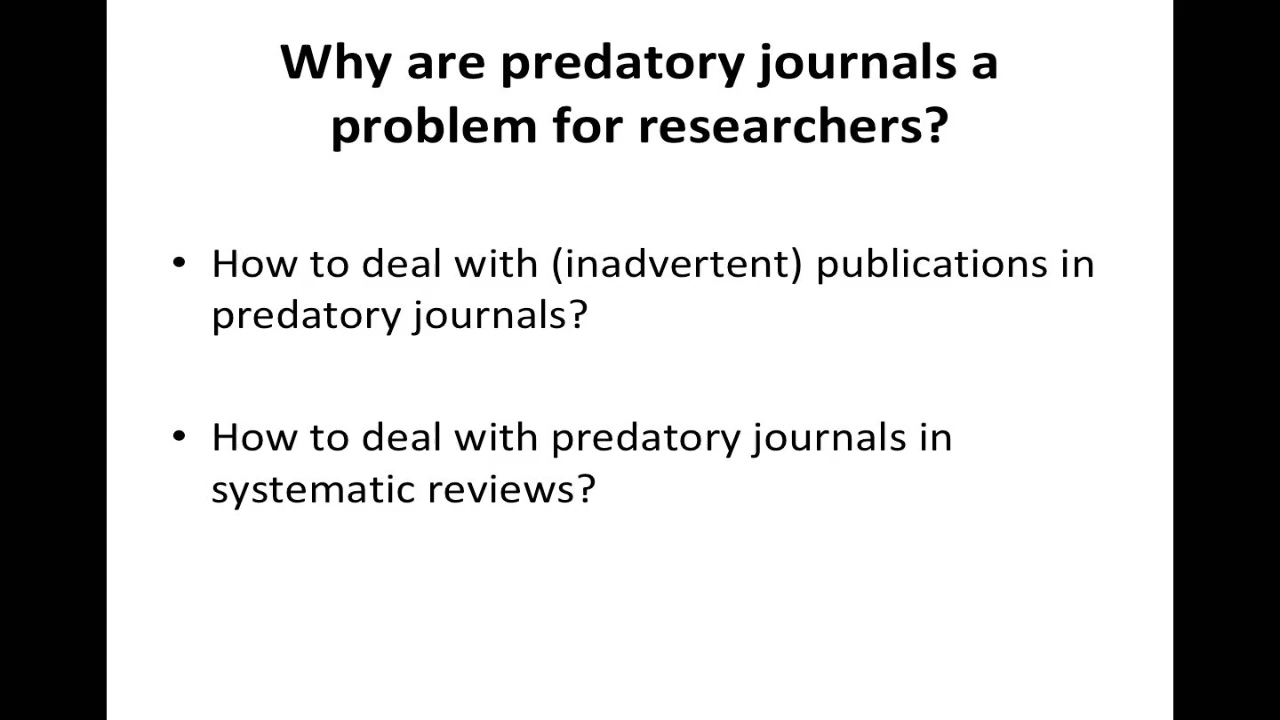 Why are predatory journals a
problem for researchers?
• How to deal with (inadvertent) publications in
predatory journals?
• How to deal with predatory journals in
systematic reviews?